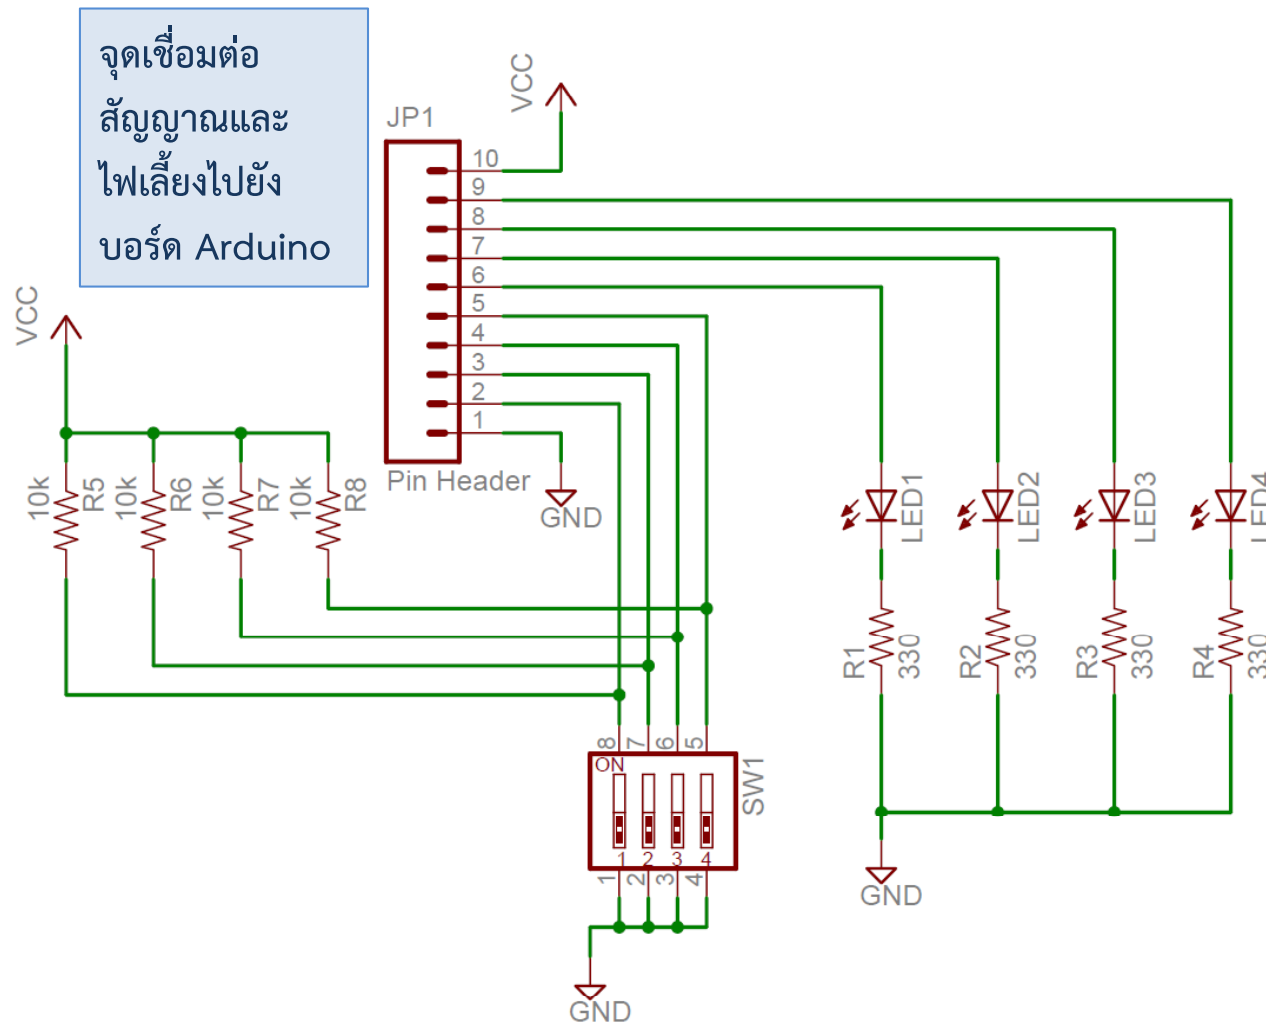 จุดเชื่อมต่อ
สัญญาณและ
ไฟเลี้ยงไปยัง
บอร์ด Arduino
VCC
JP1
10
9
8
7
6
5
4
3
2
1
Pin Header
GND
VCC
10k
R5
10k
R6
10k
R7
10k
R8
LED1
LED2
LED3
LED4
R1
330
R2
330
R3
330
R4
330
8
7
6
5
ON
SW1
1
2
3
4
1
2
3
4
GND
GND